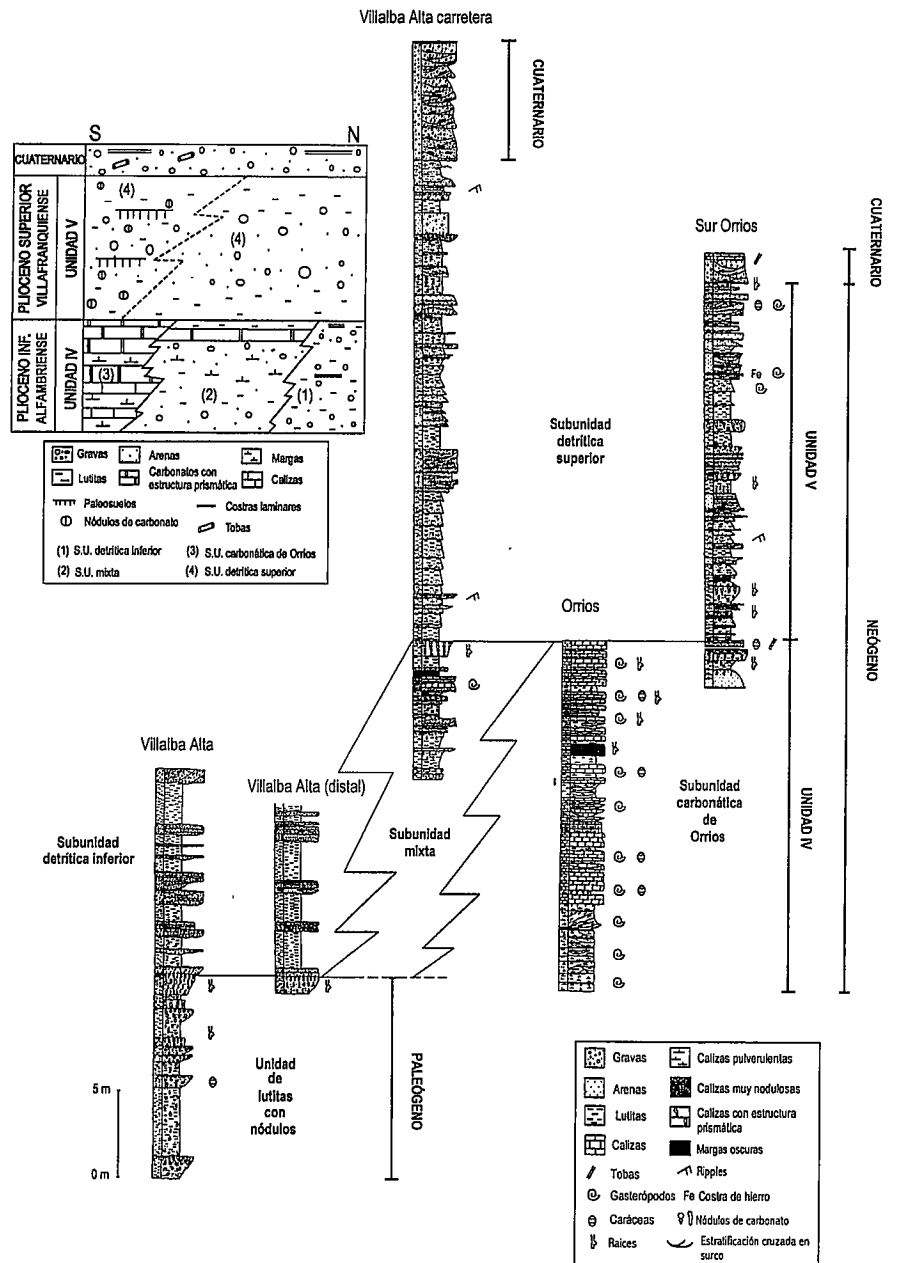 Villalba Alta carretera
CUATERNARIO
S
N
CUATERNARIO
PLIOCENO SUPERIOR
VILLAFRANQUIENSE
UNIDAD V
(4)
(4)
PLIOCENO INF.
ALFAMBRIENSE
UNIDAD IV
(3)
(2)
(1)
Gravas
Arenas
Margas
Lutitas
Carbonatos con
estructura prismática
Calizas
Paleosuelos
Costras laminares
Nódulos de carbonato
Tobas
(1) S.U. detrítica inferior
(3) S.U. carbonática de Orrios
(2) S.U. mixta
(4) S.U. detrítica superior
Sur Orrios
CUATERNARIO
Fe
Subunidad
detrítica
superior
UNIDAD V
NEÓGENO
Orrios
Villalba Alta
Villalba Alta (distal)
Subunidad
detrítica inferior
Subunidad
mixta
Subunidad
carbonática
de
Orrios
UNIDAD IV
PALEÓGENO
Unidad
de
lutitas
con
nódulos
5 m
0 m
Gravas
Calizas pulverulentas
Arenas
Calizas muy nodulosas
Lutitas
Calizas con estructura
prismática
Calizas
Margas oscuras
Tobas
Ripples
Gasterópodos
Fe Costra de hierro
Caráceas
Nódulos de carbonato
Raices
Estratificación cruzada en
surco